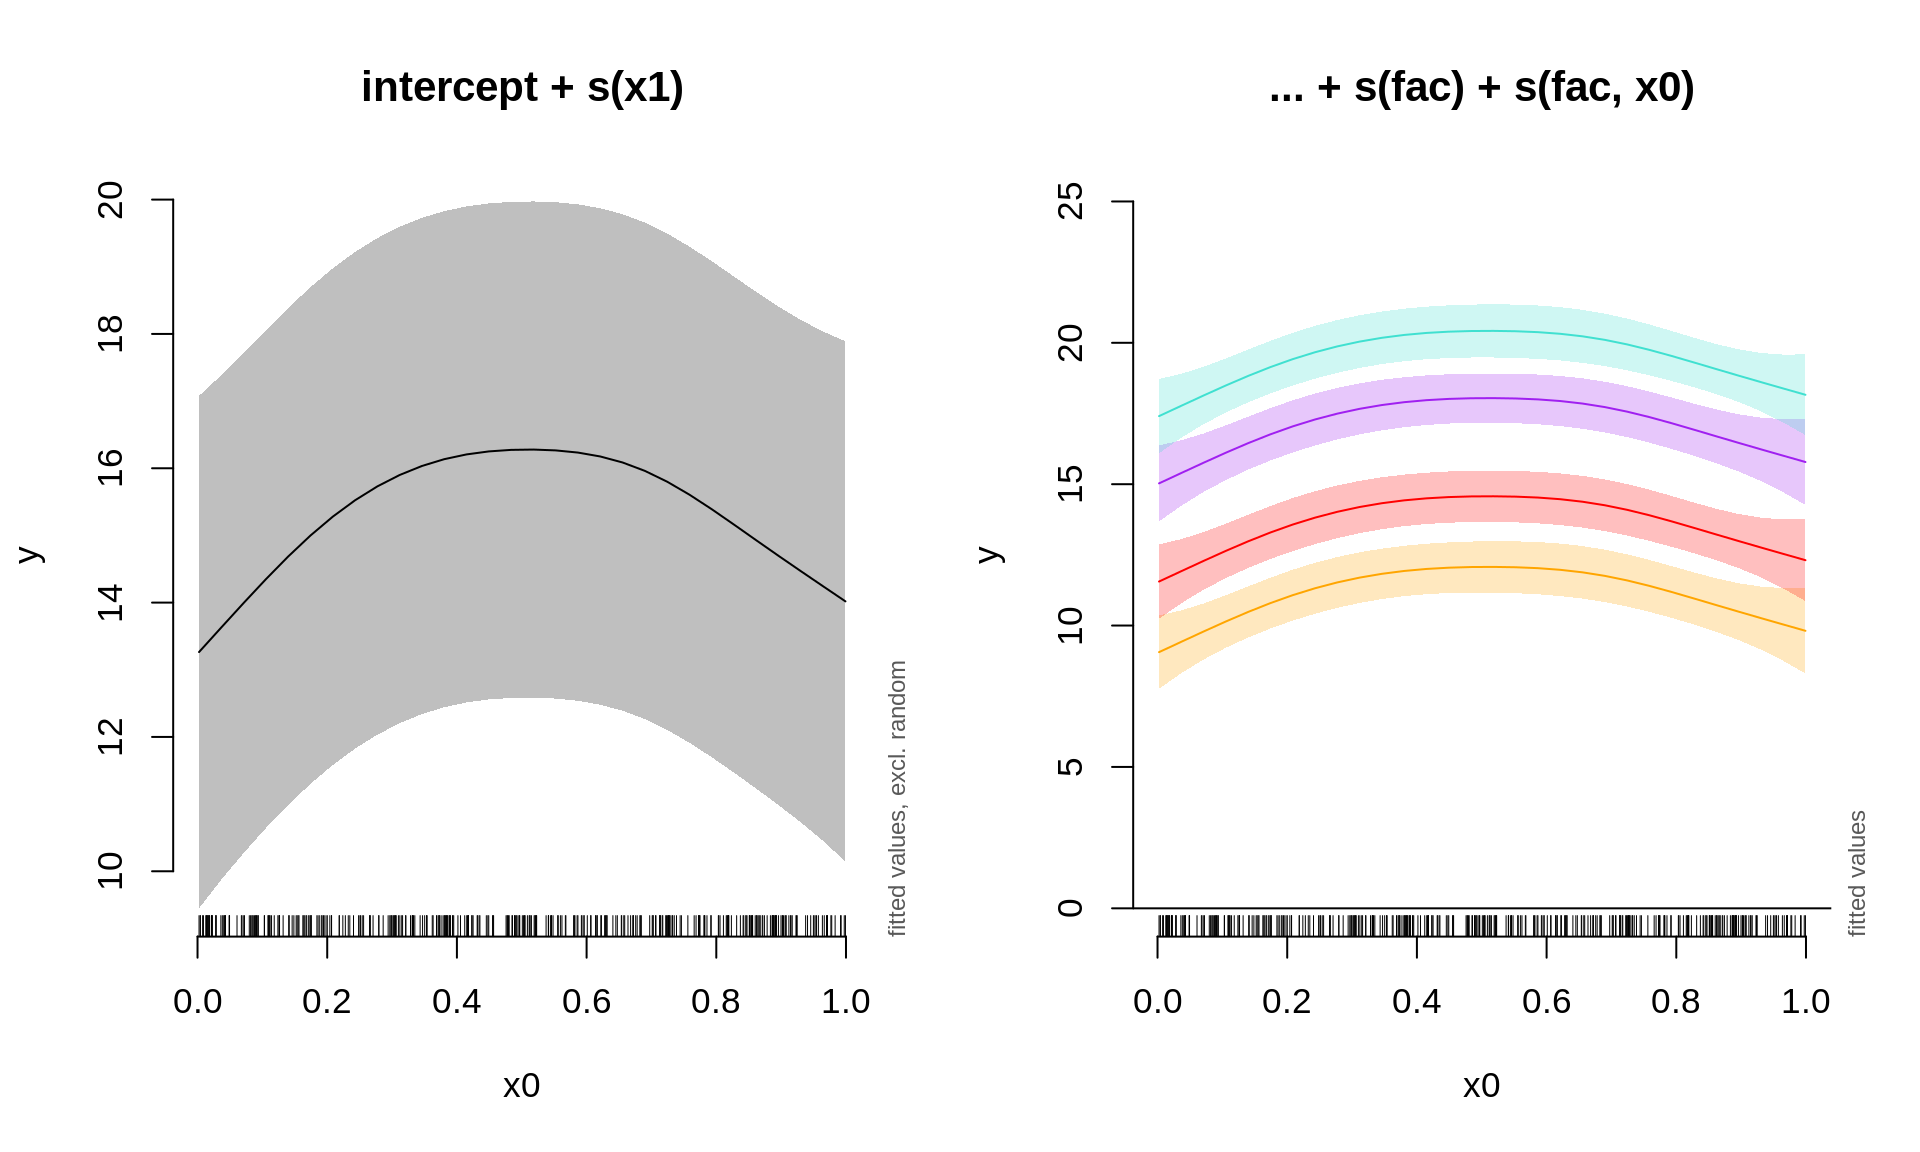 intercept + s(x1)
20
18
16
14
12
10
y
0.0 0.2 0.4 0.6 0.8 1.0
x0
fitted values, excl. random
... + s(fac) + s(fac, x0)
25
20
15
10
5
0
y
0.0 0.2 0.4 0.6 0.8 1.0
x0
fitted values